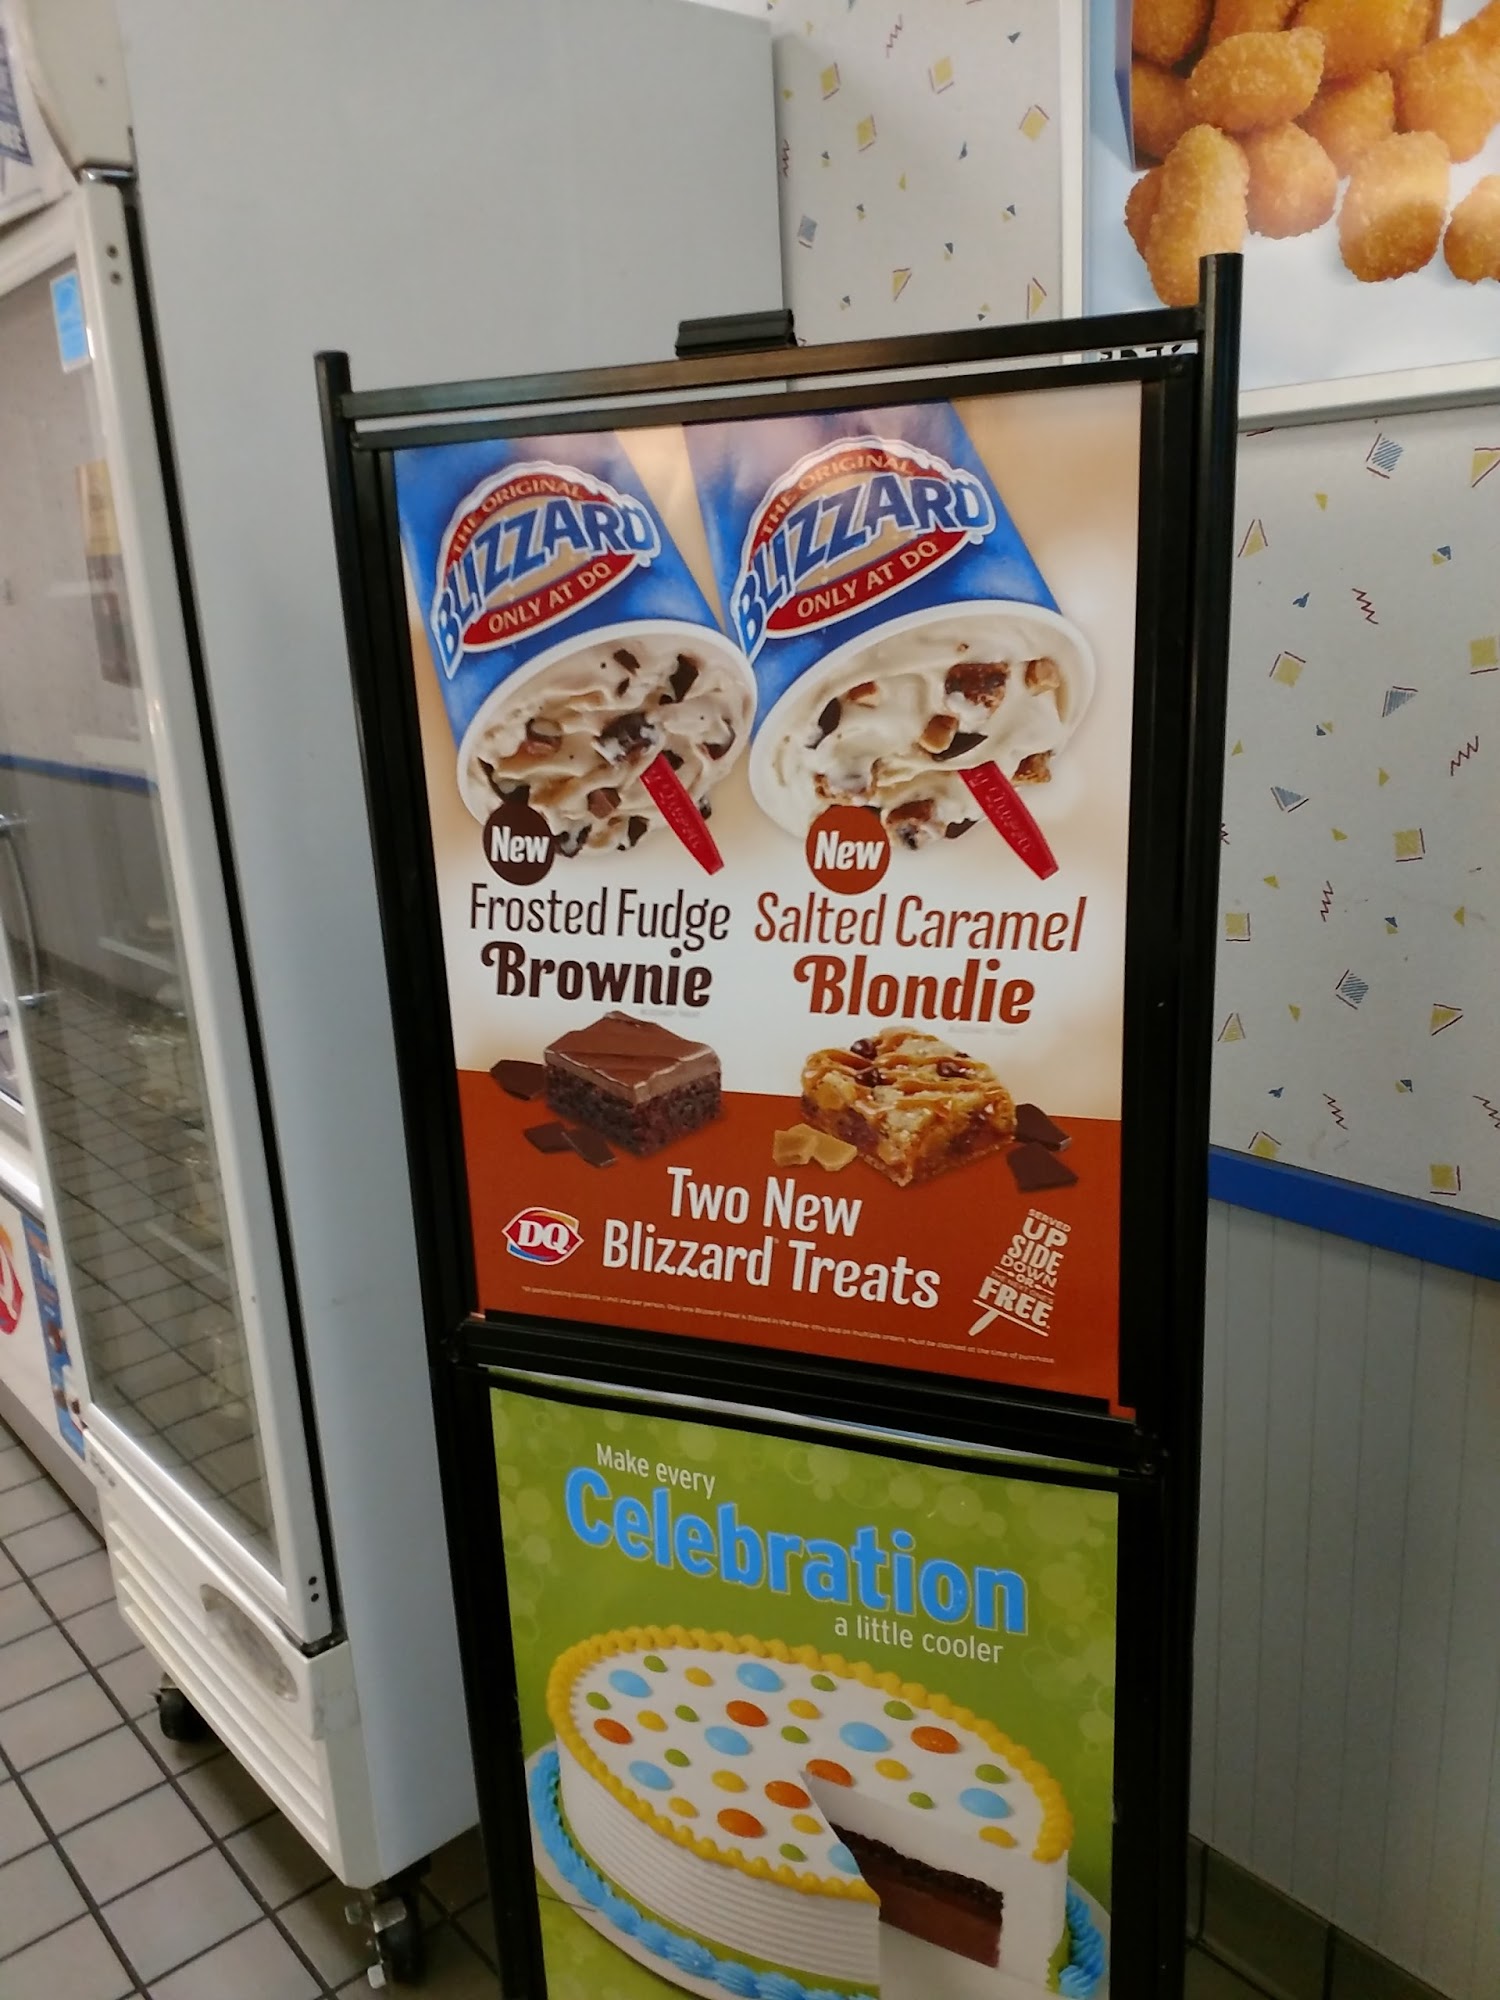 THE ORIGINAL
BLIZZARD
ONLY AT DQ
THE ORIGINAL
BLIZZARD
ONLY AT DQ
New
Frosted Fudge
Brownie
New
Salted Caramel
Blondie
DQ
Two New
Blizzard Treats
SERVED
UP
SIDE
DOWN
OR
FREE
Make every
Celebration
a little cooler